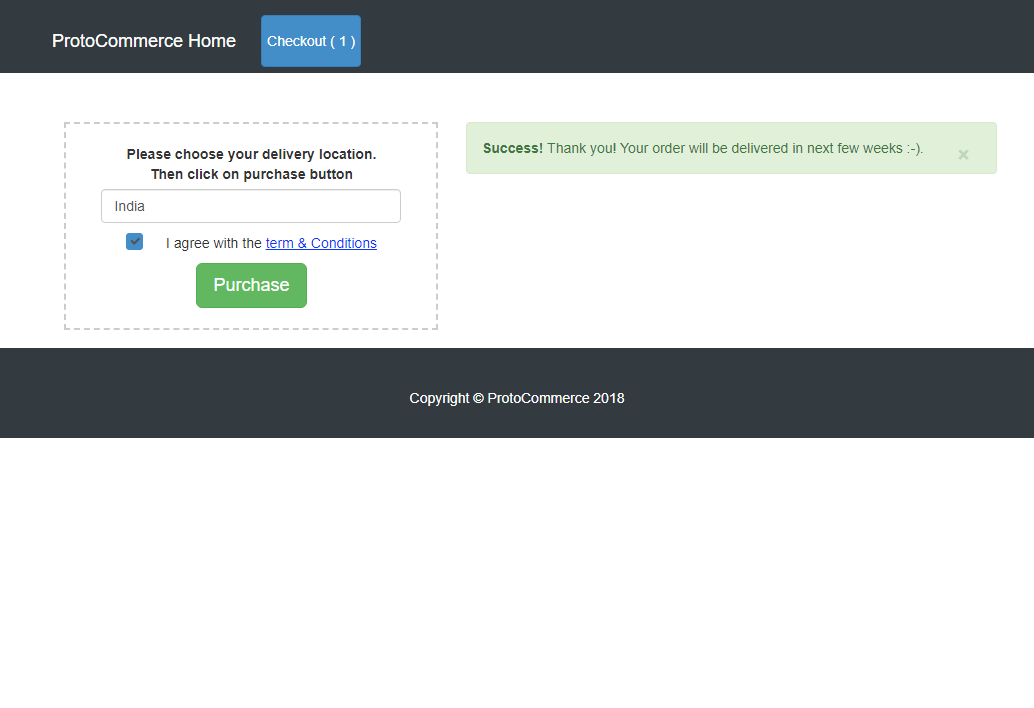 ProtoCommerce Home
Checkout ( 1 )
Please choose your delivery location.
Then click on purchase button
India
I agree with the term & Conditions
Purchase
Success! Thank you! Your order will be delivered in next few weeks :-).
×
Copyright © ProtoCommerce 2018